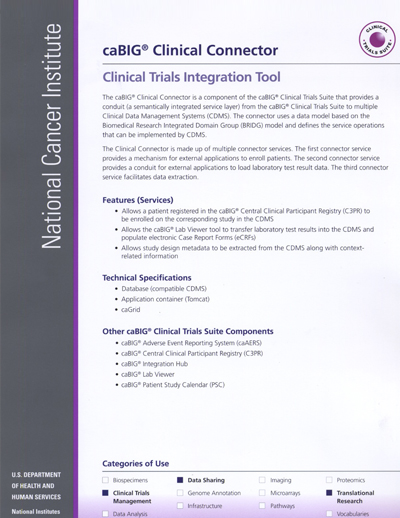 National Cancer Institute
CLINICAL
TRIALS SUITE
caBIG® Clinical Connector
Clinical Trials Integration Tool
The caBIG® Clinical Connector is a component of the caBIG® Clinical Trials Suite that provides a
conduit (a semantically integrated service layer) from the caBIG® Clinical Trials Suite to multiple
Clinical Data Management Systems (CDMS). The connector uses a data model based on the
Biomedical Research Integrated Domain Group (BRIDG) model and defines the service operations
that can be implemented by CDMS.
The Clinical Connector is made up of multiple connector services. The first connector service
provides a mechanism for external applications to enroll patients. The second connector service
provides a conduit for external applications to load laboratory test result data. The third connector
service facilitates data extraction.
Features (Services)
• Allows a patient registered in the caBIG® Central Clinical Participant Registry (C3PR) to
be enrolled on the corresponding study in the CDMS
• Allows the caBIG® Lab Viewer tool to transfer laboratory test results into the CDMS and
populate electronic Case Report Forms (eCRFs)
• Allows study design metadata to be extracted from the CDMS along with context-
related information
Technical Specifications
• Database (compatible CDMS)
• Application container (Tomcat)
• caGrid
Other caBIG® Clinical Trials Suite Components
• caBIG® Adverse Event Reporting System (caAERS)
• caBIG® Central Clinical Participant Registry (C3PR)
• caBIG® Integration Hub
• caBIG® Lab Viewer
• caBIG® Patient Study Calendar (PSC)
Categories of Use
Biospecimens
Clinical Trials
Management
Data Analysis
Data Sharing
Genome Annotation
Infrastructure
Imaging
Microarrays
Pathways
Proteomics
Translational
Research
Vocabularies
U.S. DEPARTMENT
OF HEALTH AND
HUMAN SERVICES
National Institutes